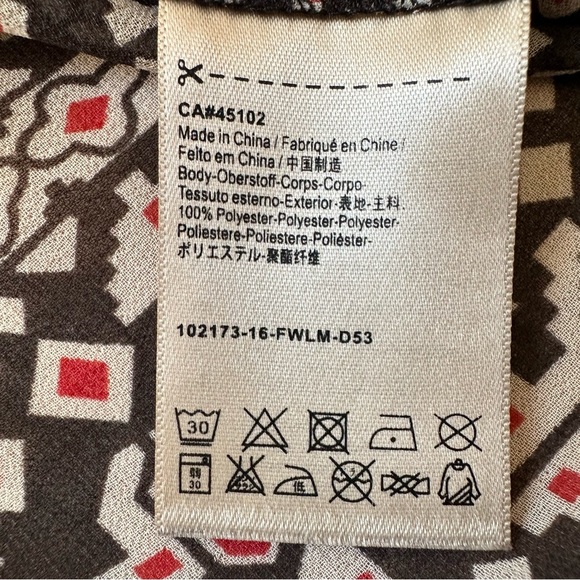 CA#45102
Made in China / Fabriqué en Chine /
Feito em China / 中国制造
Body-Oberstoff-Corps-Corpo-
Tessuto esterno-Exterior-表地-主料
100% Polyester-Polyester-Polyester-
Poliestere-Poliestere-Poliéster-
ポリエステル-聚酯纤维
102173-16-FWLM-D53
30
30 低